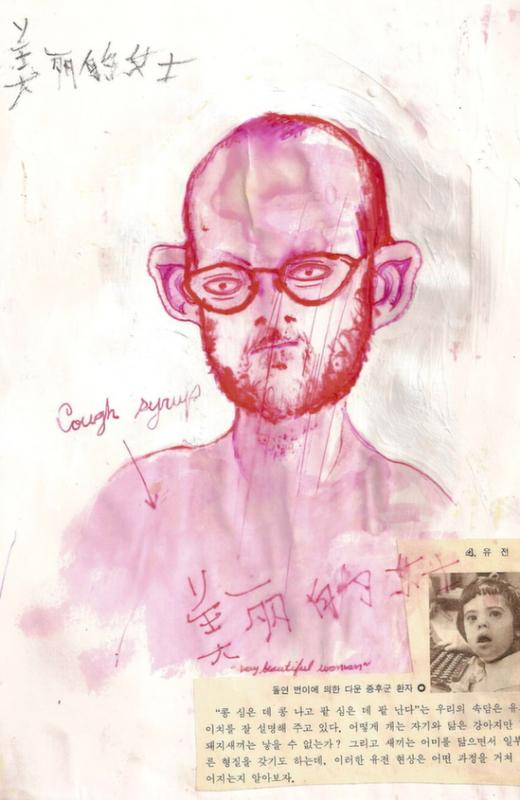 美丽的女士
Cough syrup
美丽的女士
"very beautiful woman"
유 전
돌연 변이에 의한 다운 증후군 환자
“콩 심은 데 콩 나고 팥 심은 데 팥 난다”는 우리의 속담은 유
이치를 잘 설명해 주고 있다. 어떻게 개는 자기와 닮은 강아지만
돼지새끼는 낳을 수 없는가? 그리고 새끼는 어미를 닮으면서 일부
른 형질을 갖기도 하는데, 이러한 유전 현상은 어떤 과정을 거쳐
어지는지 알아보자.